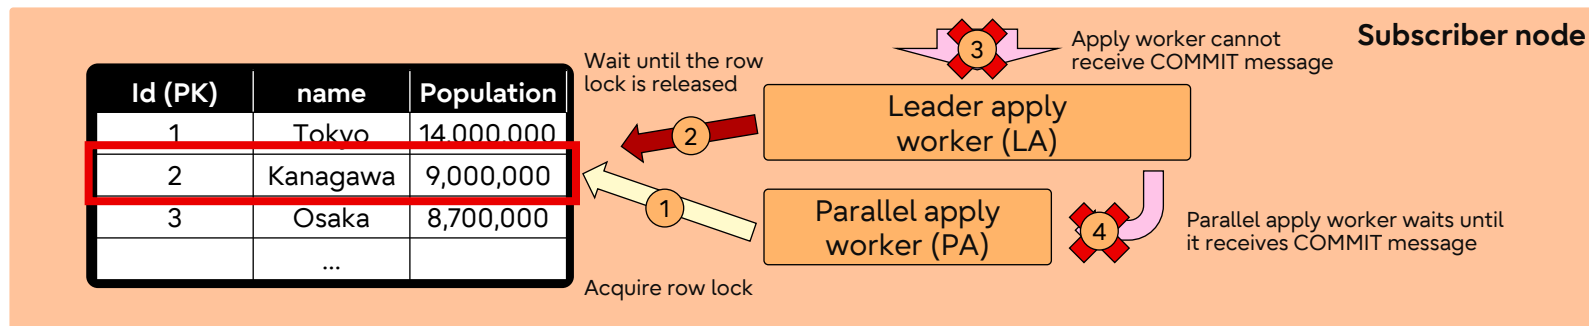 Subscriber node
Wait until the row
lock is released
3
Apply worker cannot
receive COMMIT message
Id (PK) name Population
1 Tokyo 14,000,000
2 Kanagawa 9,000,000
3 Osaka 8,700,000
...
2
Leader apply
worker (LA)
1
Parallel apply
worker (PA)
4
Parallel apply worker waits until
it receives COMMIT message
Acquire row lock